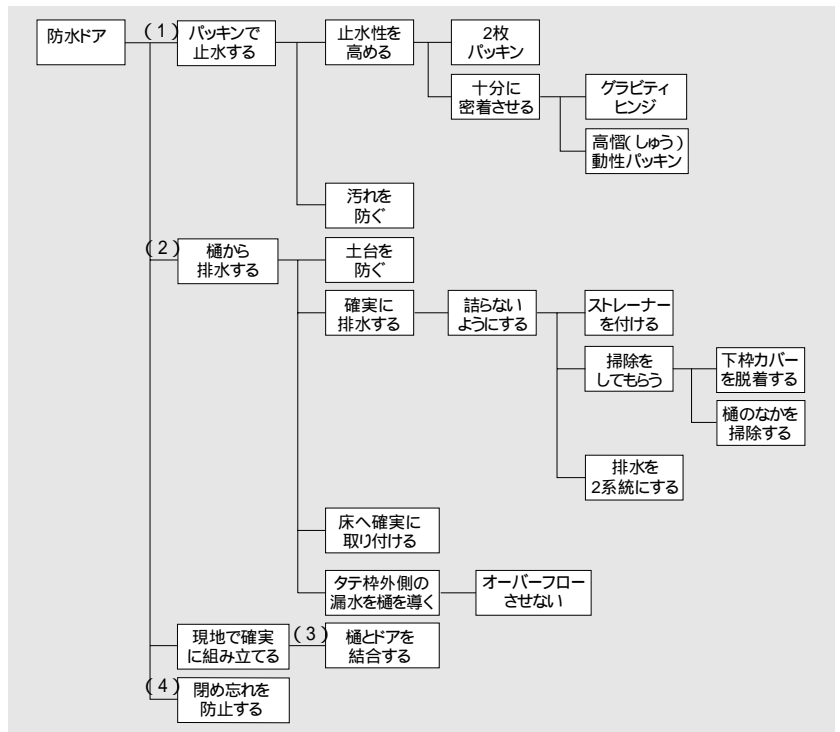 防水ドア
(1)
パッキンで
止水する
止水性を
高める
2枚
パッキン
十分に
密着させる
グラビティ
ヒンジ
高慴(しゅう)
動性パッキン
汚れを
防ぐ
(2)
樋から
排水する
土台を
防ぐ
確実に
排水する
詰らない
ようにする
ストレーナー
を付ける
掃除を
してもらう
下枠カバー
を脱着する
樋のなかを
掃除する
排水を
2系統にする
床へ確実に
取り付ける
タテ枠外側の
漏水を樋を導く
オーバーフロー
させない
現地で確実
に組み立てる
(3)
樋とドアを
結合する
(4)
閉め忘れを
防止する